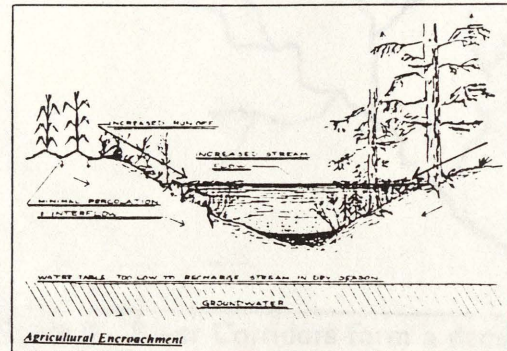 INCREASED RUNOFF
INCREASED STREAM
FLOW
MINIMAL PERCOLATION
& INTERFLOW
WATER TABLE TOO LOW TO RECHARGE STREAM IN DRY SEASON
GROUNDWATER
Agricultural Encroachment